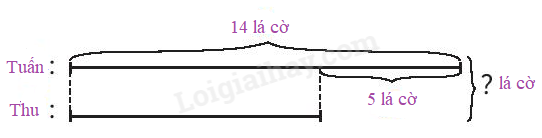 14 lá cờ
Tuấn :
5 lá cờ
? lá cờ
Thu :
Loigiaihay.com